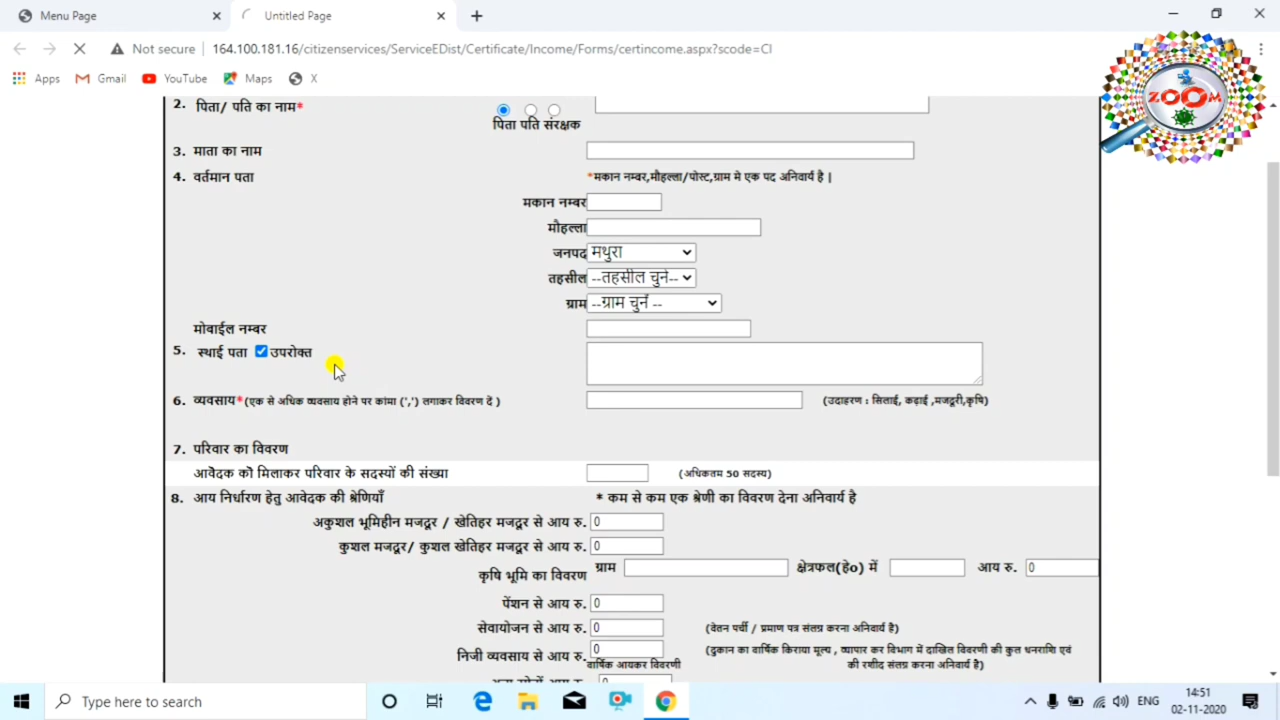 Menu Page
Untitled Page
Not secure
164.100.181.16/citizenservices/ServiceEDist/Certificate/Income/Forms/certincome.aspx?scode=CI
Apps
Gmail
YouTube
Maps
X
ZOOM
2. पिता/ पति का नाम*
पिता पति संरक्षक
3. माता का नाम
4. वर्तमान पता
*मकान नम्बर,मौहल्ला/पोस्ट,ग्राम मे एक पद अनिवार्य है |
मकान नम्बर
मौहल्ला
जनपद मथुरा
तहसील --तहसील चुनें--
ग्राम --ग्राम चुनें --
मोबाईल नम्बर
5. स्थाई पता उपरोक्त
6. व्यवसाय*(एक से अधिक व्यवसाय होने पर कांमा (',') लगाकर विवरण दें )
(उदाहरण : सिलाई, कढ़ाई ,मजदूरी,कृषि)
7. परिवार का विवरण
आवेदक को मिलाकर परिवार के सदस्यों की संख्या
(अधिकतम 50 सदस्य)
8. आय निर्धारण हेतु आवेदक की श्रेणियाँ
* कम से कम एक श्रेणी का विवरण देना अनिवार्य है
अकुशल भूमिहीन मजदूर / खेतिहर मजदूर से आय रु. 0
कुशल मजदूर/ कुशल खेतिहर मजदूर से आय रु. 0
कृषि भूमि का विवरण
ग्राम
क्षेत्रफल(हे०) में
आय रु. 0
पेंशन से आय रु. 0
सेवायोजन से आय रु. 0
(वेतन पर्ची / प्रमाण पत्र संलग्न करना अनिवार्य है)
निजी व्यवसाय से आय रु. 0
वार्षिक आयकर विवरणी
(दुकान का वार्षिक किराया मूल्य , व्यापार कर विभाग में दाखिल विवरणी की कुल धनराशि एवं
की रशीद संलग्न करना अनिवार्य है)
Type here to search
ENG
14:51
02-11-2020